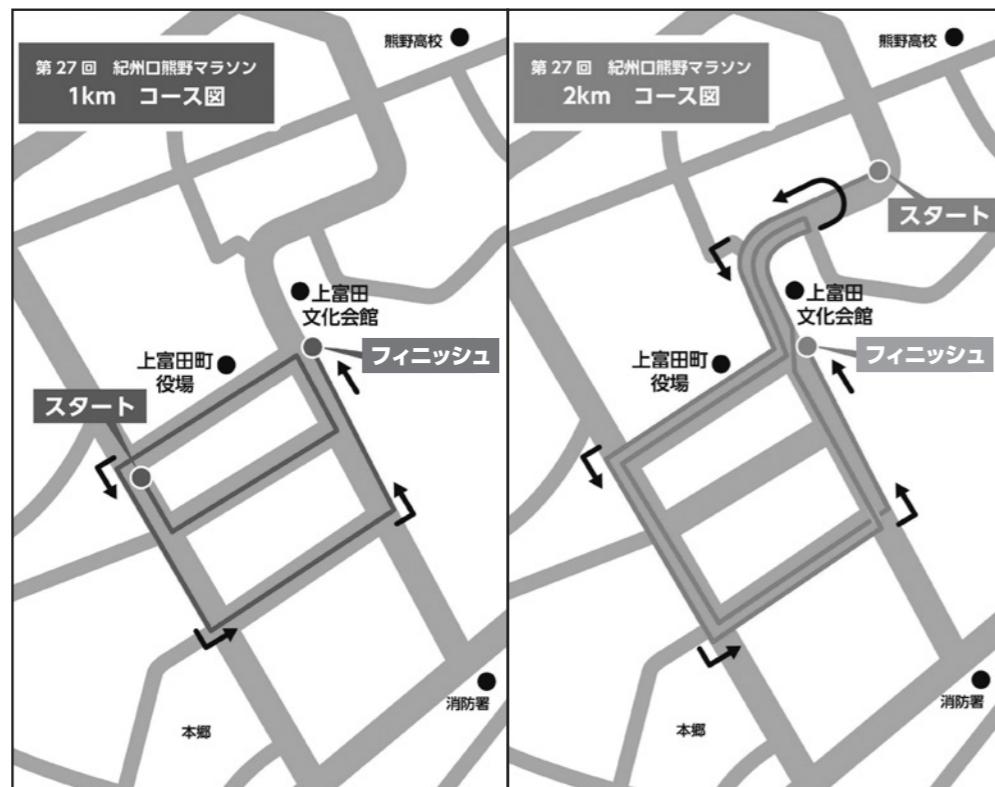 第27回 紀州口熊野マラソン
1km コース図
熊野高校
上富田
文化会館
フィニッシュ
上富田町
役場
スタート
消防署
本郷
第27回 紀州口熊野マラソン
2km コース図
熊野高校
スタート
上富田
文化会館
フィニッシュ
上富田町
役場
消防署
本郷